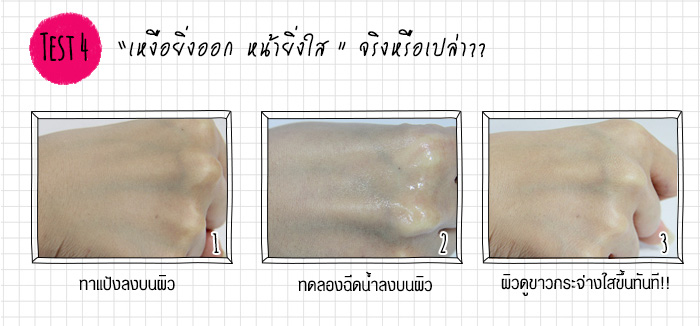 TEST 4
"เหงื่อยิ่งออก หน้ายิ่งใส" จริงหรือเปล่า???
1
2
3
ทาแป้งลงบนผิว
ทดลองฉีดน้ำลงบนผิว
ผิวดูขาวกระจ่างใสขึ้นทันที!!